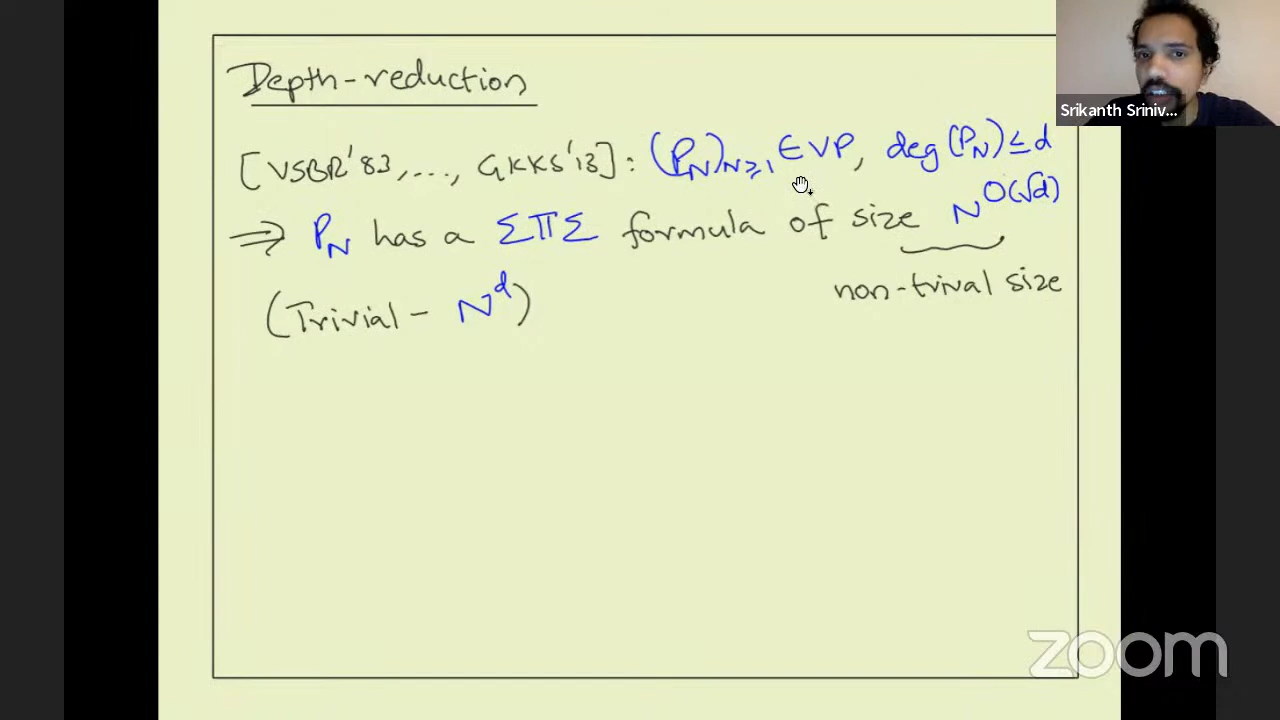 Depth-reduction
[VSBR'83, ..., GKKS'13] : (P_N)_{N≥1} ∈ VP, deg(P_N) ≤ d
⇒ P_N has a ΣΠΣ formula of size N^{O(√d)}
non-trival size
(Trivial - N^d)
Srikanth Sriniv...
zoom